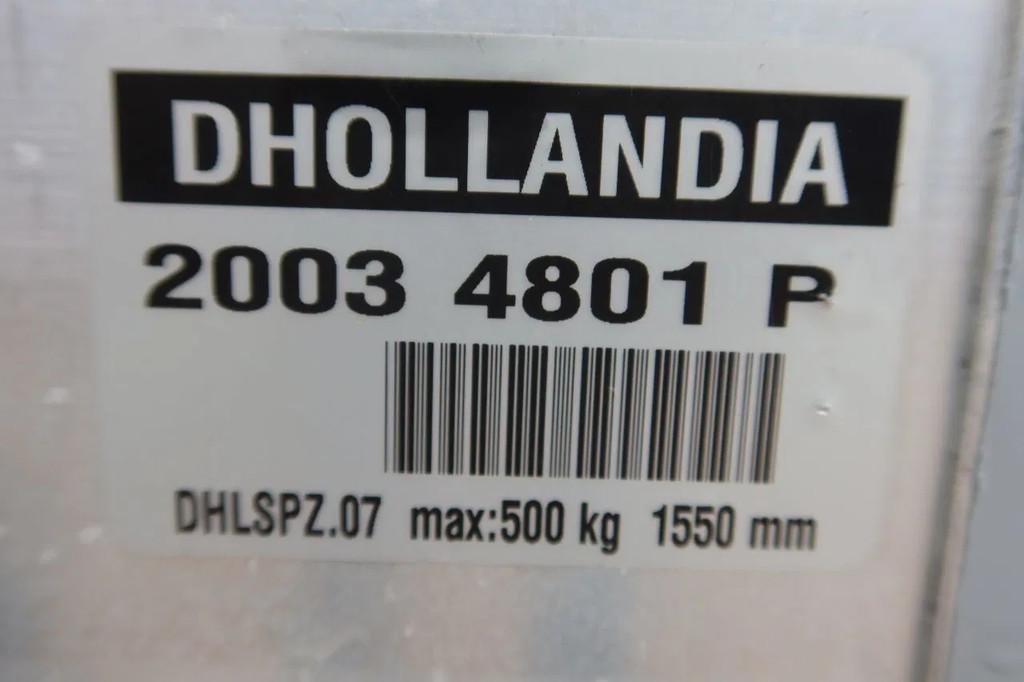 DHOLLANDIA
2003 4801 P
DHLSPZ.07 max:500 kg 1550 mm